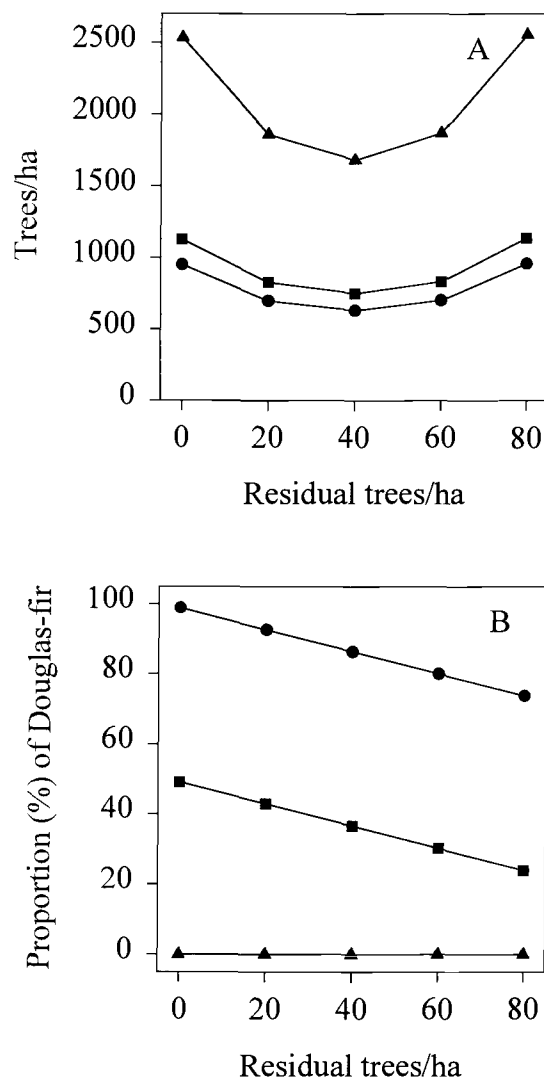 A
Trees/ha
2500
2000
1500
1000
500
0
0 20 40 60 80
Residual trees/ha
B
Proportion (%) of Douglas-fir
100
80
60
40
20
0
0 20 40 60 80
Residual trees/ha